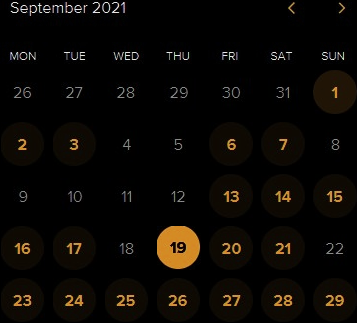 September 2021
MON TUE WED THU FRI SAT SUN
26 27 28 29 30 31 1
2 3 4 5 6 7 8
9 10 11 12 13 14 15
16 17 18 19 20 21 22
23 24 25 26 27 28 29